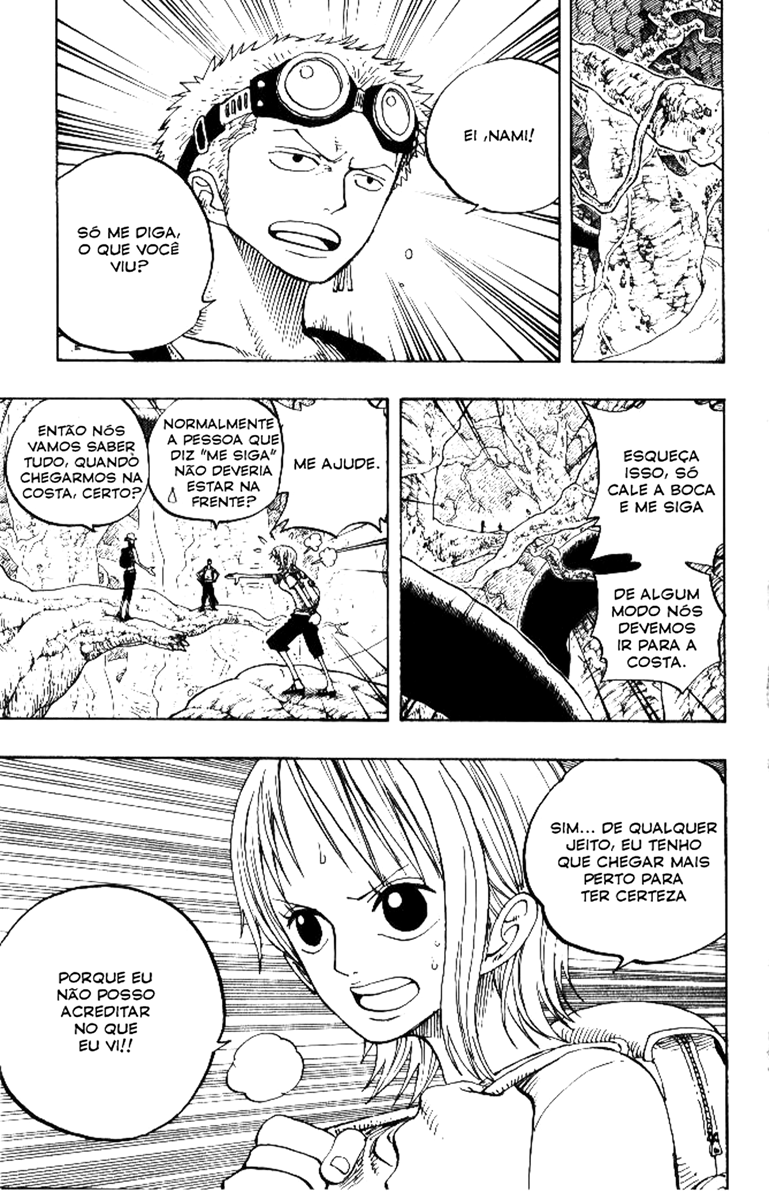 EI ,NAMI!
SÓ ME DIGA,
O QUE VOCÊ
VIU?
ESQUEÇA
ISSO, SÓ
CALE A BOCA
E ME SIGA
DE ALGUM
MODO NÓS
DEVEMOS
IR PARA A
COSTA.
ME AJUDE.
NORMALMENTE
A PESSOA QUE
DIZ "ME SIGA"
NÃO DEVERIA
ESTAR NA
FRENTE?
ENTÃO NÓS
VAMOS SABER
TUDO, QUANDO
CHEGARMOS NA
COSTA, CERTO?
SIM... DE QUALQUER
JEITO, EU TENHO
QUE CHEGAR MAIS
PERTO PARA
TER CERTEZA
PORQUE EU
NÃO POSSO
ACREDITAR
NO QUE
EU VI!!